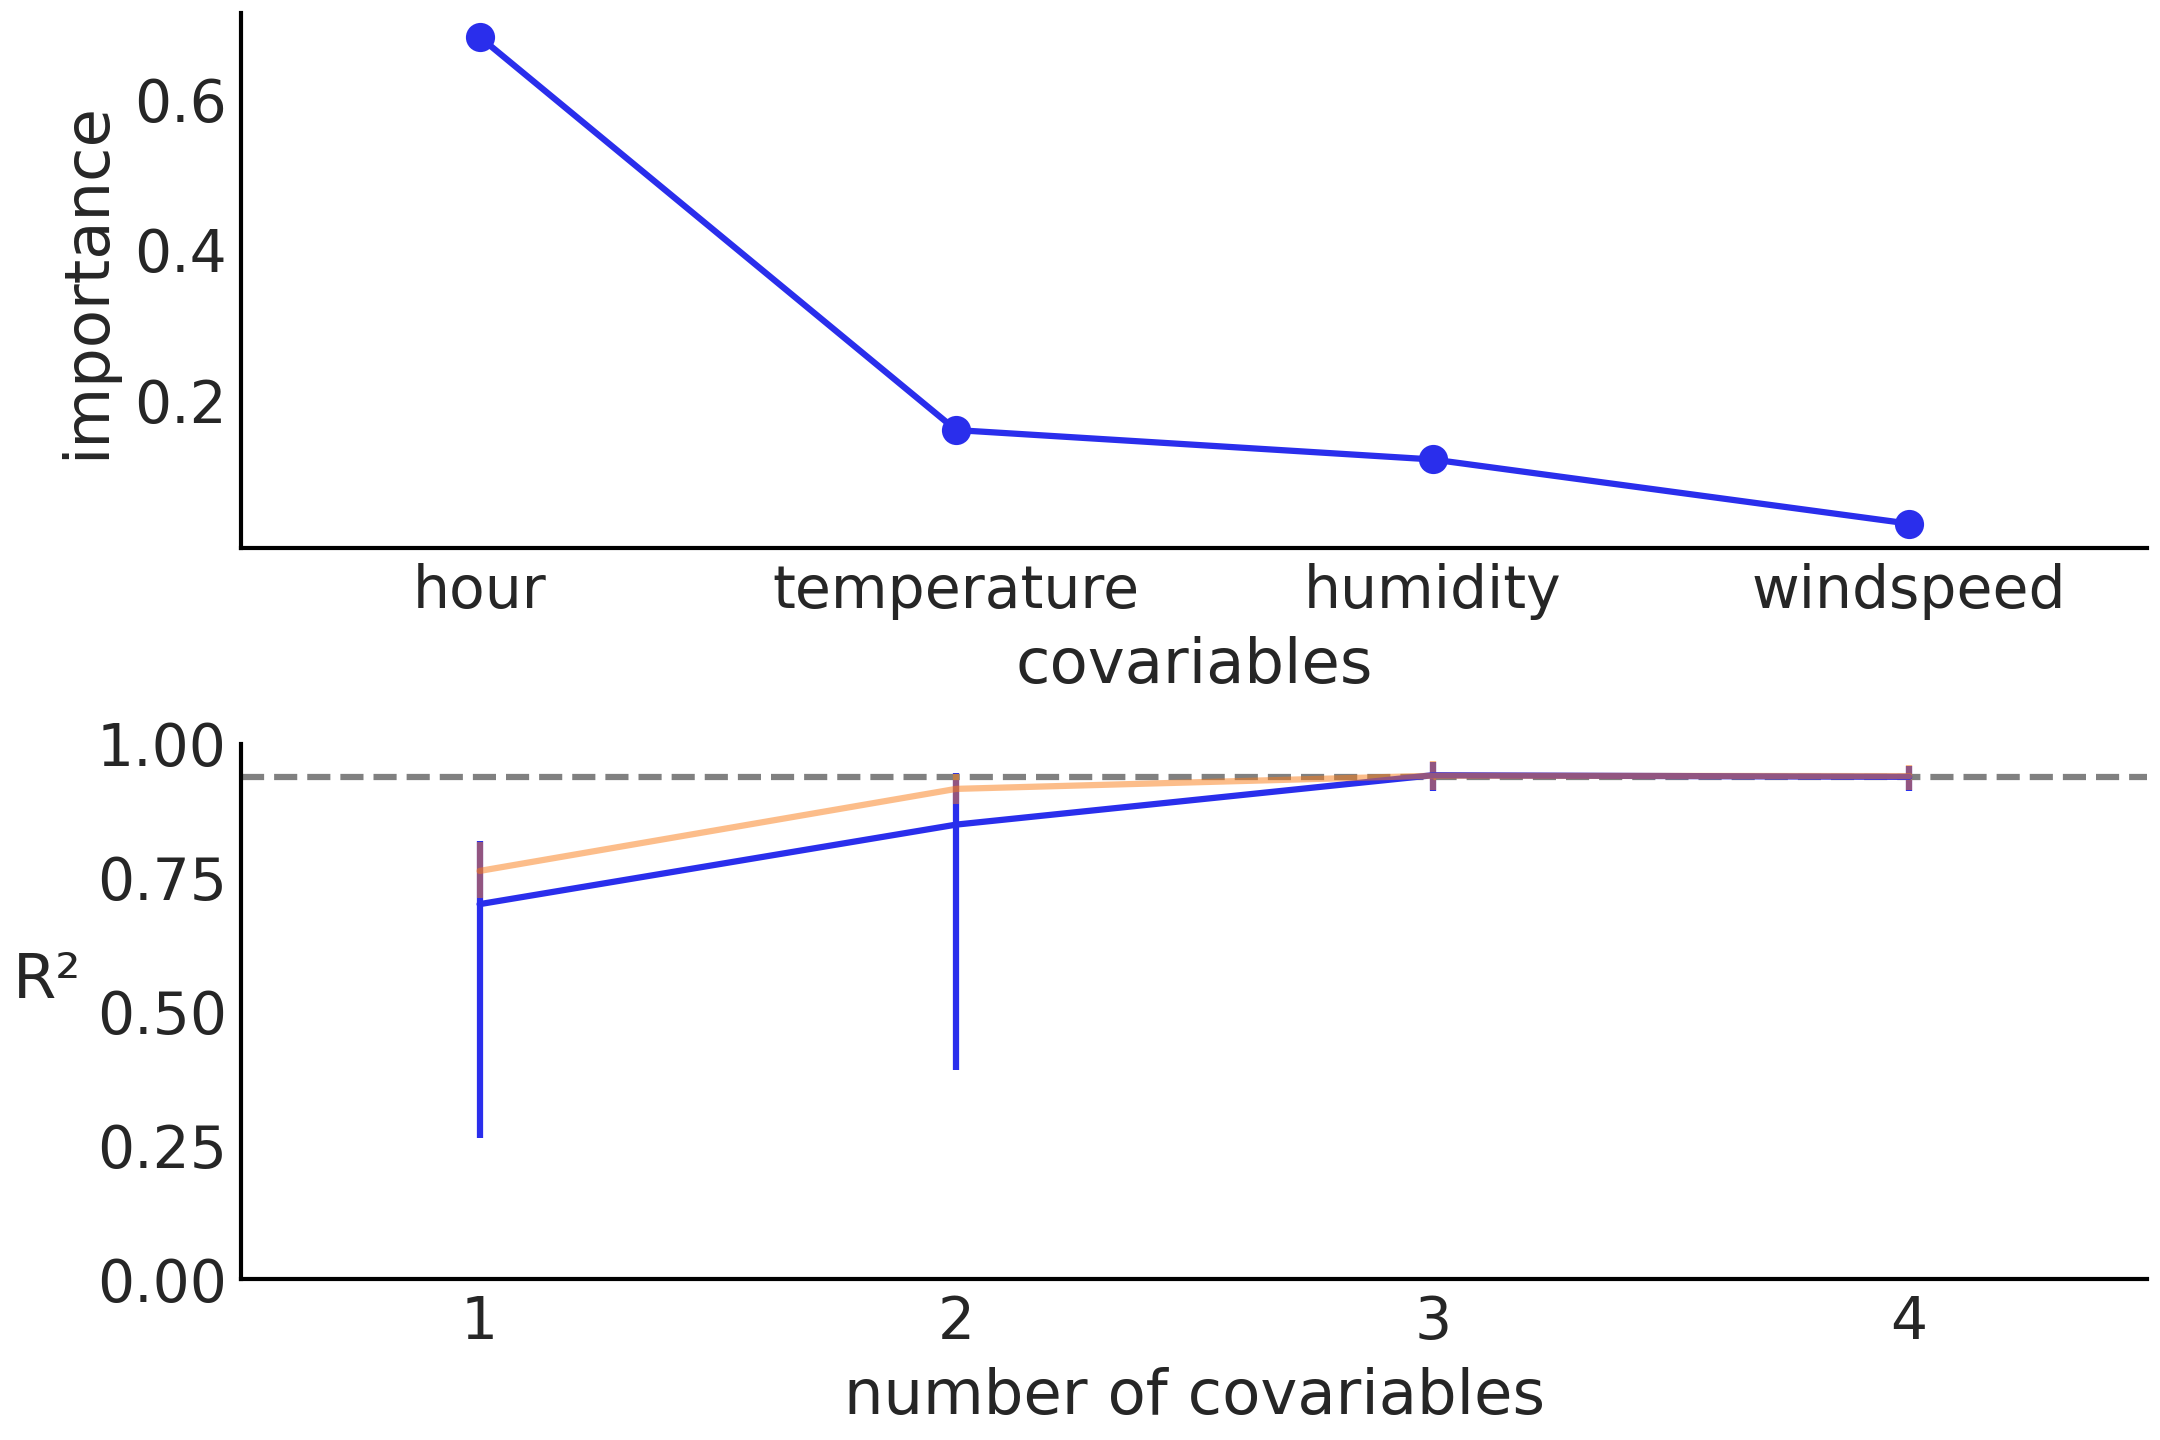 importance
0.6
0.4
0.2
hour temperature humidity windspeed
covariables
R²
1.00
0.75
0.50
0.25
0.00
1 2 3 4
number of covariables